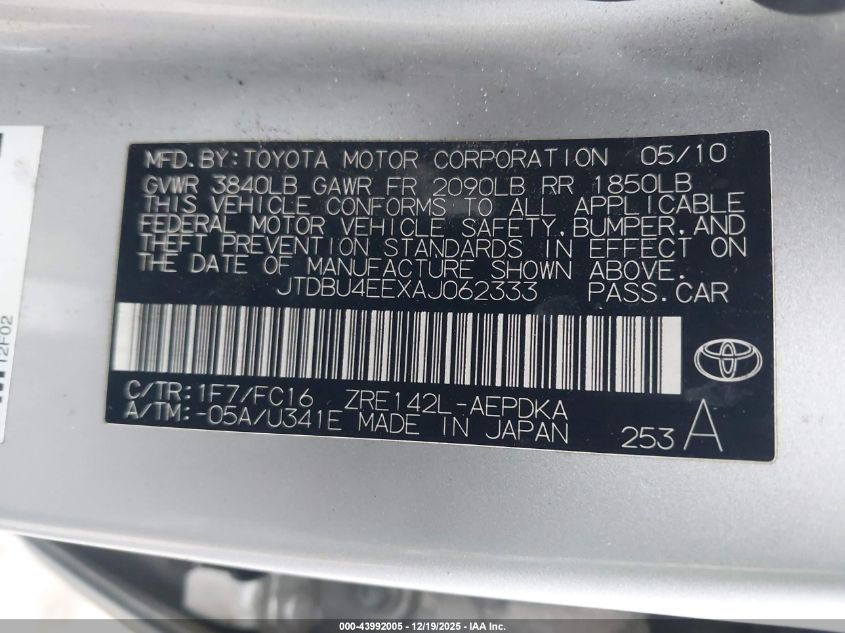 MFD. BY: TOYOTA MOTOR CORPORATION 05/10
GVWR 3840LB GAWR FR 2090LB RR 1850LB
THIS VEHICLE CONFORMS TO ALL APPLICABLE
FEDERAL MOTOR VEHICLE SAFETY, BUMPER, AND
THEFT PREVENTION STANDARDS IN EFFECT ON
THE DATE OF MANUFACTURE SHOWN ABOVE.
JTDBU4EEXAJ062333 PASS. CAR
C/TR: 1F7/FC16 ZRE142L-AEPDKA
A/TM: -05A/U341E MADE IN JAPAN 253 A
12F02
000-43992005 - 12/19/2025 - IAA Inc.